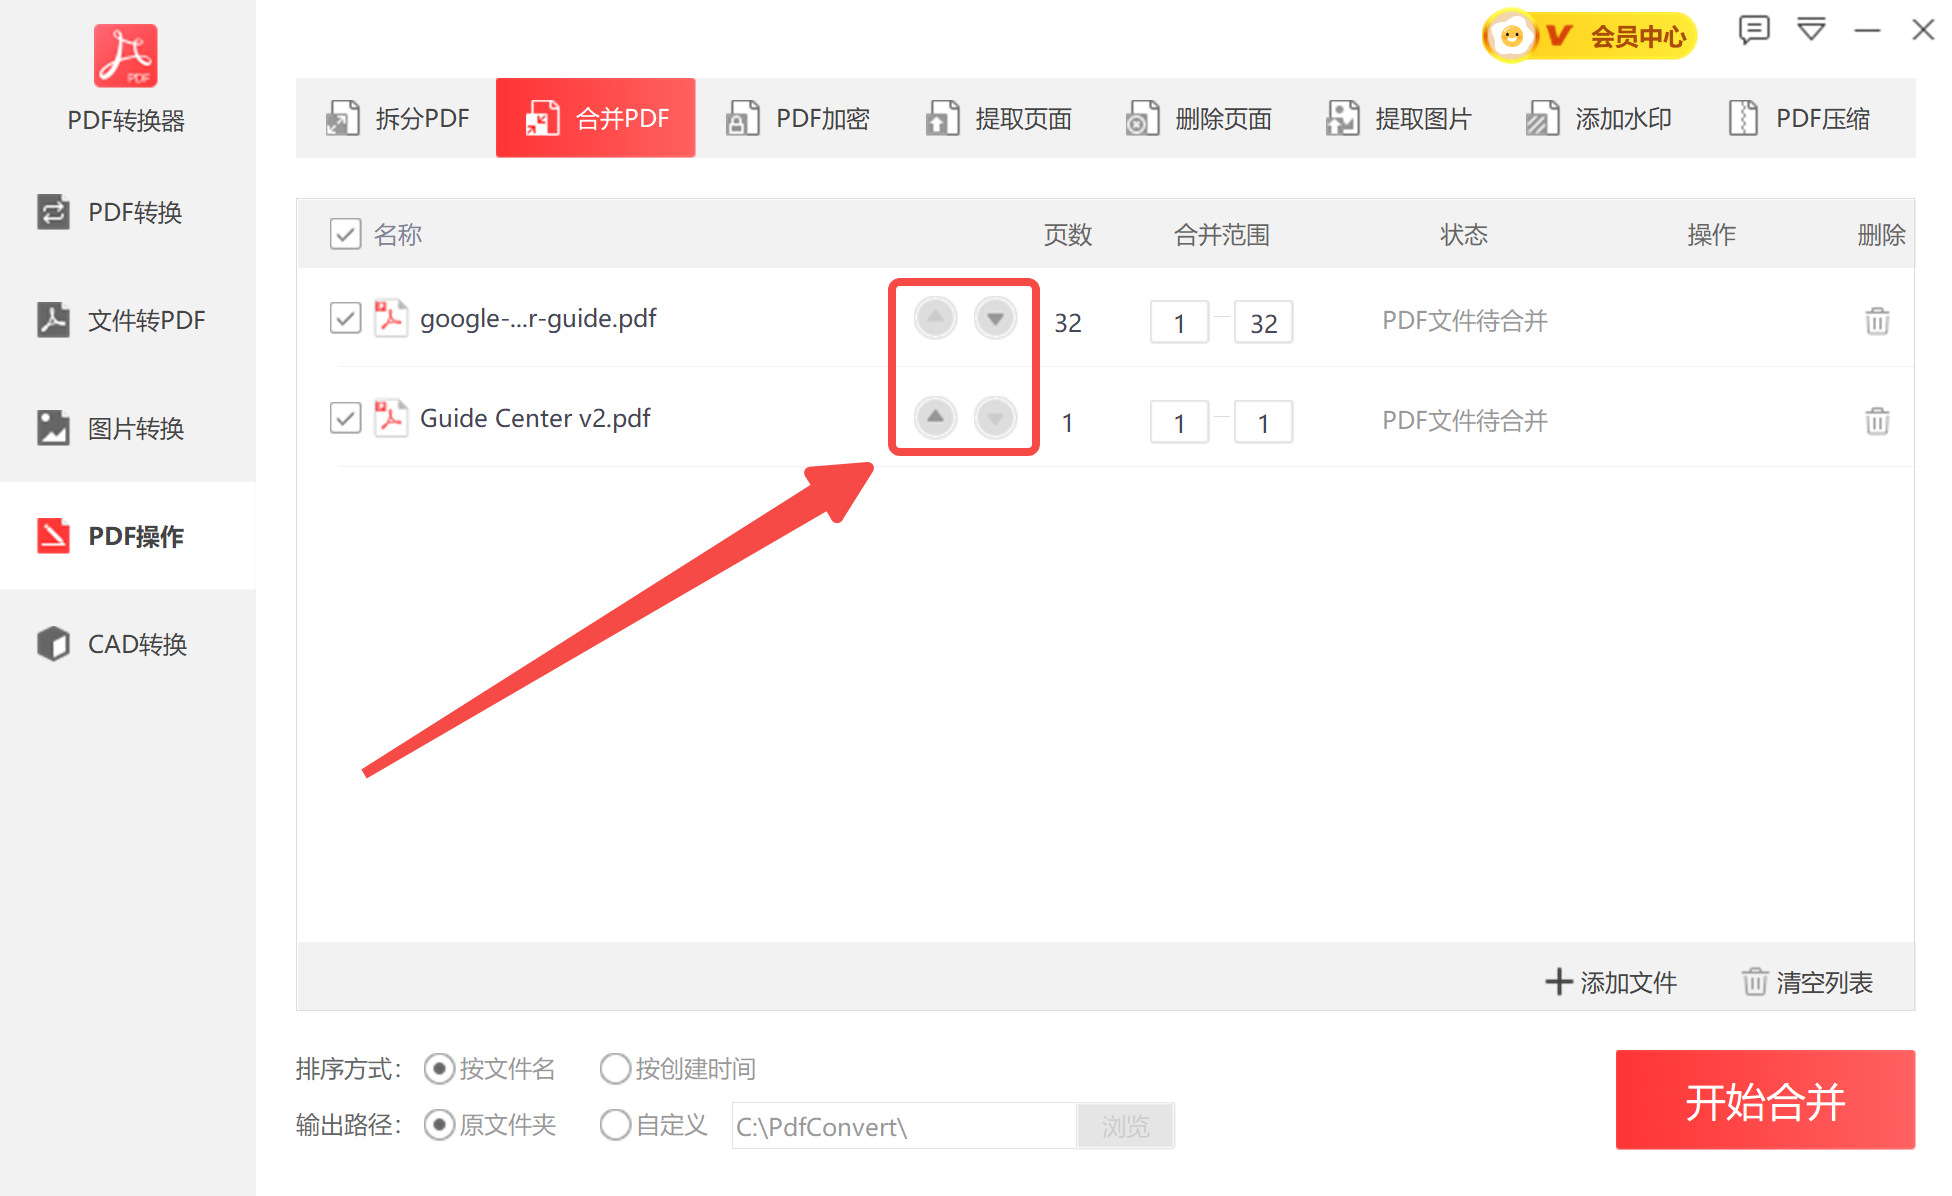 V 会员中心
PDF
PDF转换器
拆分PDF 合并PDF PDF加密 提取页面 删除页面 提取图片 添加水印 PDF压缩
PDF转换
文件转PDF
图片转换
PDF操作
CAD转换
名称 页数 合并范围 状态 操作 删除
google-...r-guide.pdf 32 1 32 PDF文件待合并
Guide Center v2.pdf 1 1 1 PDF文件待合并
添加文件 清空列表
排序方式: 按文件名 按创建时间
输出路径: 原文件夹 自定义 C:\PdfConvert\ 浏览
开始合并